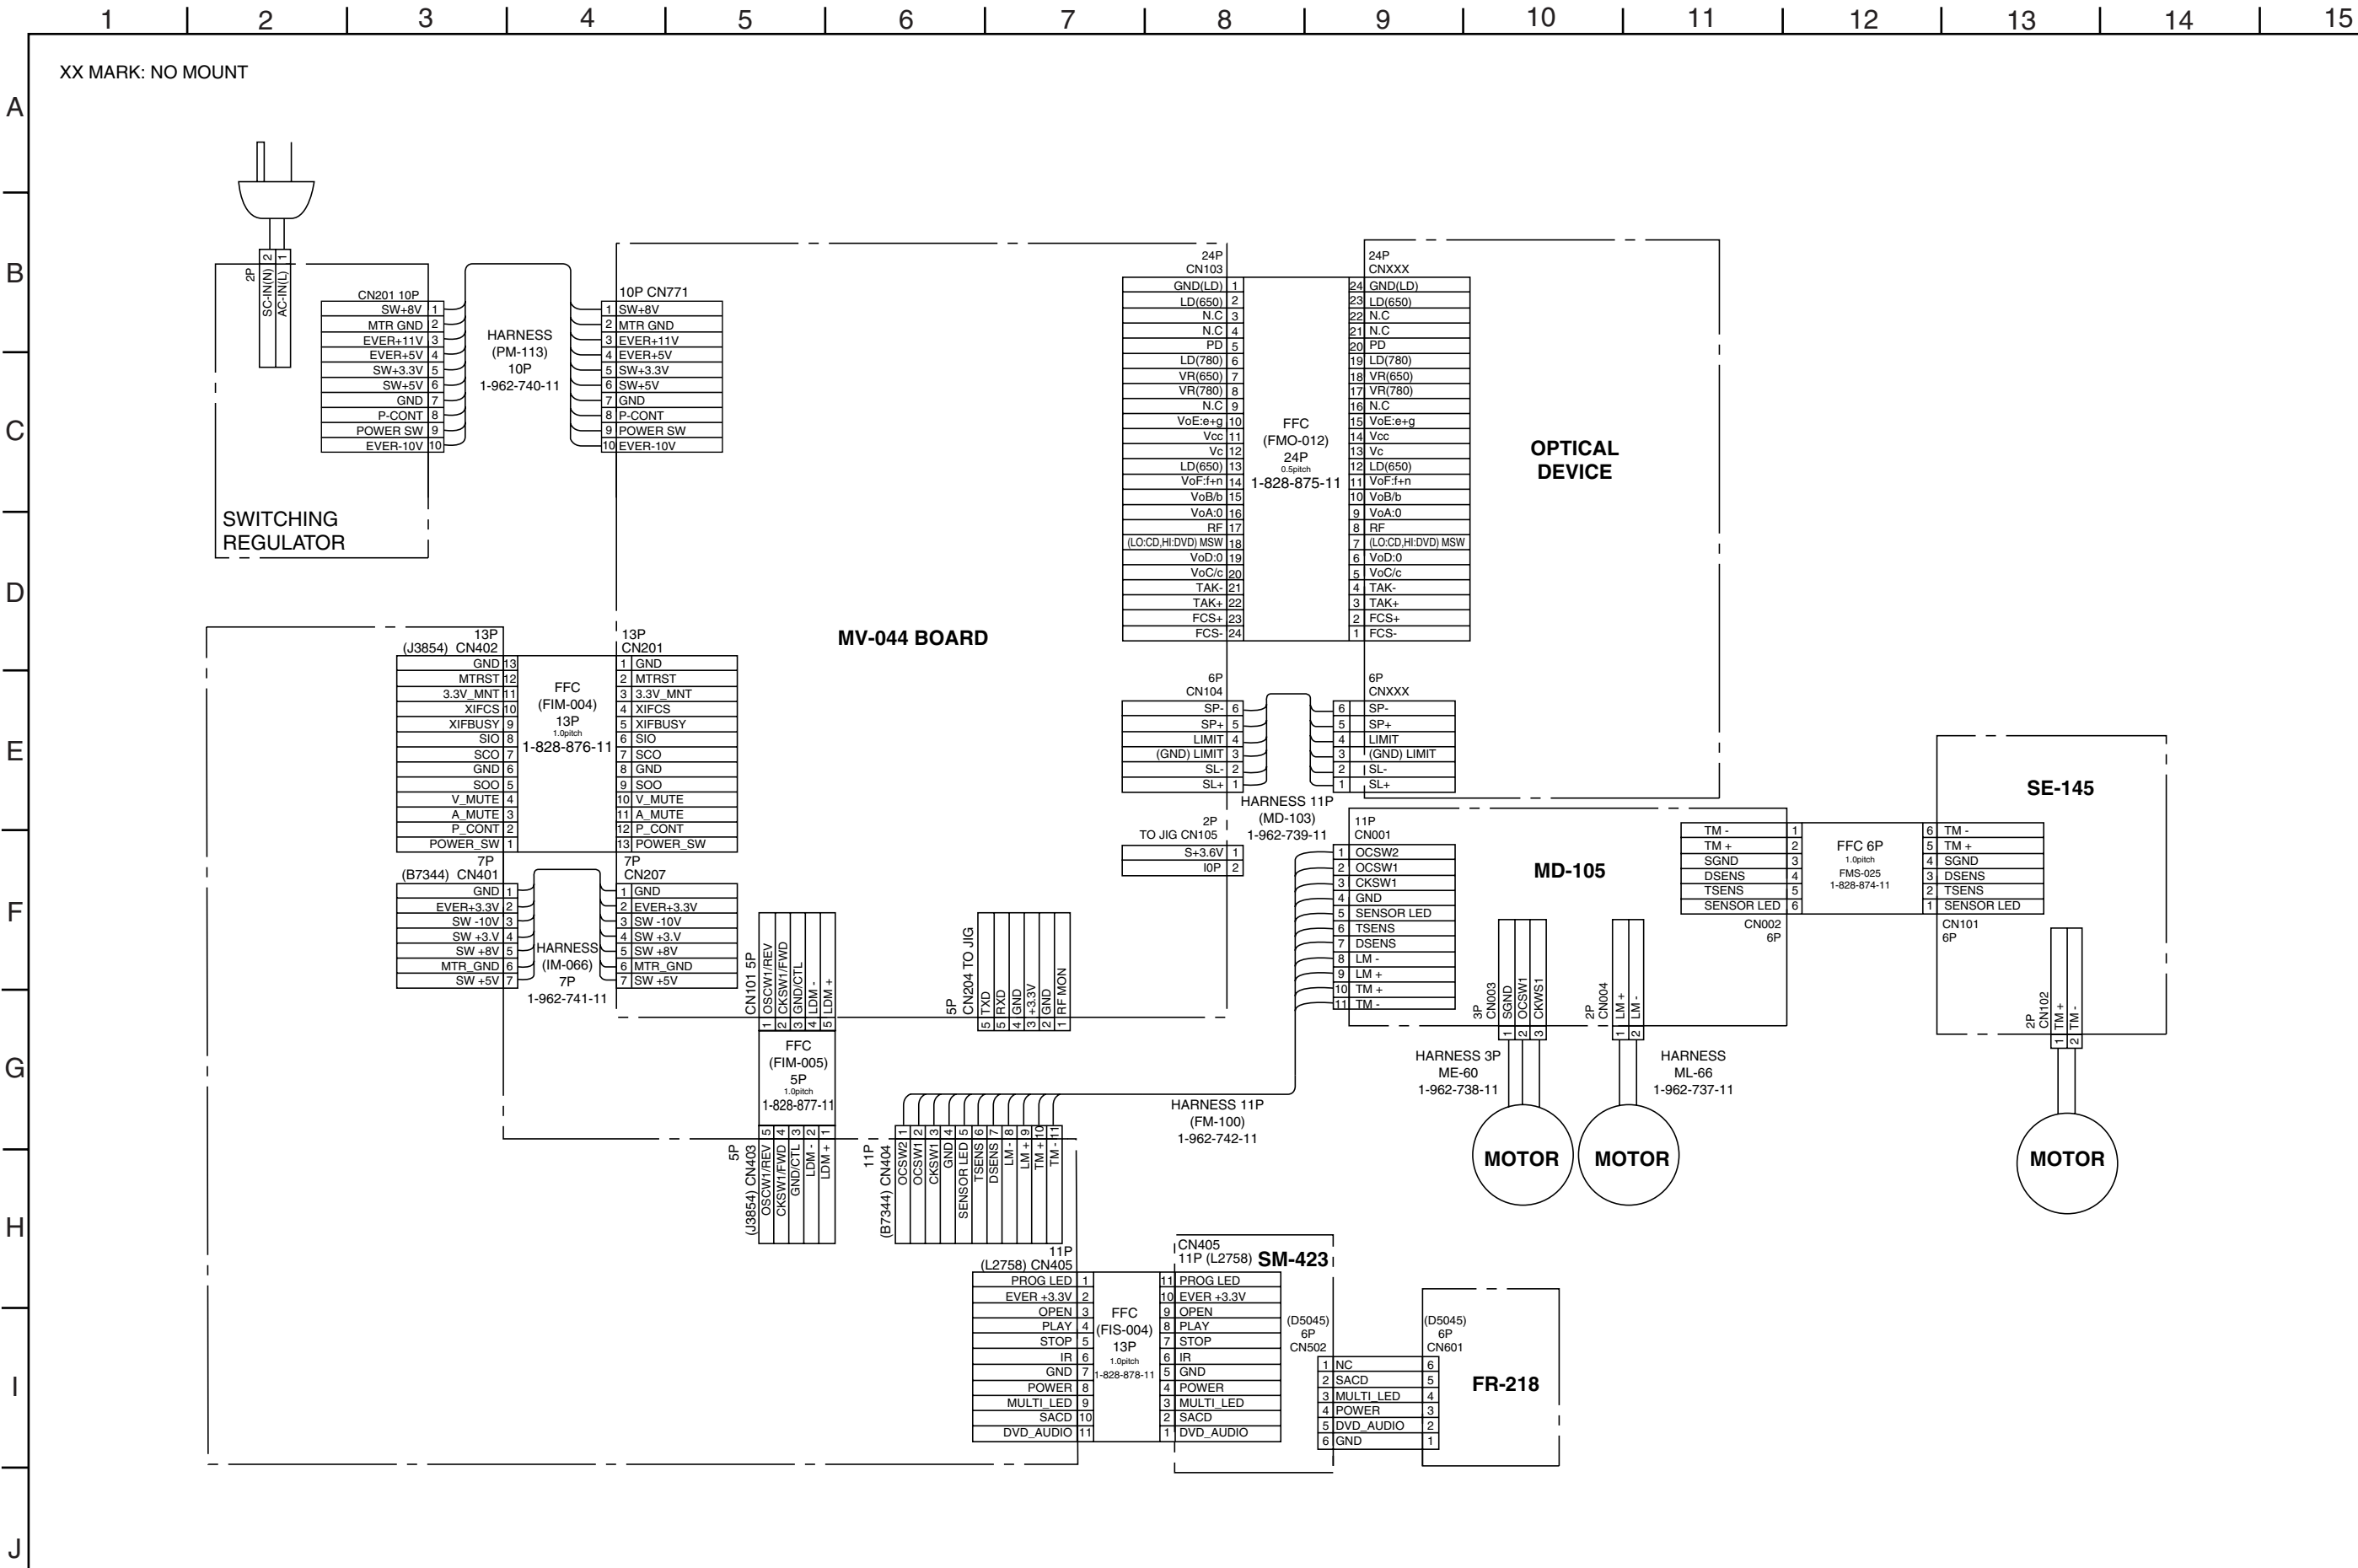 1 2 3 4 5 6 7 8 9 10 11 12 13 14 15
A
B
C
D
E
F
G
H
I
J
XX MARK: NO MOUNT
2P
SC-IN(N) 2
AC-IN(L) 1
SWITCHING
REGULATOR
CN201 10P
SW+8V 1
MTR GND 2
EVER+11V 3
EVER+5V 4
SW+3.3V 5
SW+5V 6
GND 7
P-CONT 8
POWER SW 9
EVER-10V 10
HARNESS
(PM-113)
10P
1-962-740-11
10P CN771
1 SW+8V
2 MTR GND
3 EVER+11V
4 EVER+5V
5 SW+3.3V
6 SW+5V
7 GND
8 P-CONT
9 POWER SW
10 EVER-10V
MV-044 BOARD
24P
CN103
GND(LD) 1
LD(650) 2
N.C 3
N.C 4
PD 5
LD(780) 6
VR(650) 7
VR(780) 8
N.C 9
VoE:e+g 10
Vcc 11
Vc 12
LD(650) 13
VoF:f+n 14
VoB/b 15
VoA:0 16
RF 17
(LO:CD,HI:DVD) MSW 18
VoD:0 19
VoC/c 20
TAK- 21
TAK+ 22
FCS+ 23
FCS- 24
FFC
(FMO-012)
24P
0.5pitch
1-828-875-11
24P
CNXXX
24 GND(LD)
23 LD(650)
22 N.C
21 N.C
20 PD
19 LD(780)
18 VR(650)
17 VR(780)
16 N.C
15 VoE:e+g
14 Vcc
13 Vc
12 LD(650)
11 VoF:f+n
10 VoB/b
9 VoA:0
8 RF
7 (LO:CD,HI:DVD) MSW
6 VoD:0
5 VoC/c
4 TAK-
3 TAK+
2 FCS+
1 FCS-
OPTICAL
DEVICE
13P
(J3854) CN402
GND 13
MTRST 12
3.3V_MNT 11
XIFCS 10
XIFBUSY 9
SIO 8
SCO 7
GND 6
SOO 5
V_MUTE 4
A_MUTE 3
P_CONT 2
POWER_SW 1
FFC
(FIM-004)
13P
1.0pitch
1-828-876-11
13P
CN201
1 GND
2 MTRST
3 3.3V_MNT
4 XIFCS
5 XIFBUSY
6 SIO
7 SCO
8 GND
9 SOO
10 V_MUTE
11 A_MUTE
12 P_CONT
13 POWER_SW
7P
(B7344) CN401
GND 1
EVER+3.3V 2
SW -10V 3
SW +3.V 4
SW +8V 5
MTR_GND 6
SW +5V 7
HARNESS
(IM-066)
7P
1-962-741-11
7P
CN207
1 GND
2 EVER+3.3V
3 SW -10V
4 SW +3.V
5 SW +8V
6 MTR_GND
7 SW +5V
6P
CN104
SP- 6
SP+ 5
LIMIT 4
(GND) LIMIT 3
SL- 2
SL+ 1
HARNESS 11P
(MD-103)
1-962-739-11
6P
CNXXX
6 SP-
5 SP+
4 LIMIT
3 (GND) LIMIT
2 SL-
1 SL+
2P
TO JIG CN105
S+3.6V 1
I0P 2
11P
CN001
1 OCSW2
2 OCSW1
3 CKSW1
4 GND
5 SENSOR LED
6 TSENS
7 DSENS
8 LM -
9 LM +
10 TM +
11 TM -
MD-105
TM - 1
TM + 2
SGND 3
DSENS 4
TSENS 5
SENSOR LED 6
CN002
6P
FFC 6P
1.0pitch
FMS-025
1-828-874-11
SE-145
6 TM -
5 TM +
4 SGND
3 DSENS
2 TSENS
1 SENSOR LED
CN101
6P
CN101 5P
1 OSCW1/REV
2 CKSW1/FWD
3 GND/CTL
4 LDM -
5 LDM +
5P
CN204 TO JIG
5 TXD
5 RXD
4 GND
3 +3.3V
2 GND
1 RF MON
3P
CN003
1 SGND
2 OCSW1
3 CKWS1
2P
CN004
1 LM +
2 LM -
2P
CN102
1 TM +
2 TM -
FFC
(FIM-005)
5P
1.0pitch
1-828-877-11
HARNESS 3P
ME-60
1-962-738-11
HARNESS
ML-66
1-962-737-11
HARNESS 11P
(FM-100)
1-962-742-11
MOTOR
MOTOR
MOTOR
5P
(J3854) CN403
OSCW1/REV 5
CKSW1/FWD 4
GND/CTL 3
LDM - 2
LDM + 1
11P
(B7344) CN404
OCSW2 1
OCSW1 2
CKSW1 3
GND 4
SENSOR LED 5
TSENS 6
DSENS 7
LM - 8
LM + 9
TM + 10
TM - 11
11P
(L2758) CN405
PROG LED 1
EVER +3.3V 2
OPEN 3
PLAY 4
STOP 5
IR 6
GND 7
POWER 8
MULTI_LED 9
SACD 10
DVD_AUDIO 11
FFC
(FIS-004)
13P
1.0pitch
1-828-878-11
CN405
11P (L2758) SM-423
11 PROG LED
10 EVER +3.3V
9 OPEN
8 PLAY
7 STOP
6 IR
5 GND
4 POWER
3 MULTI_LED
2 SACD
1 DVD_AUDIO
(D5045)
6P
CN502
1 NC 6
2 SACD 5
3 MULTI_LED 4
4 POWER 3
5 DVD_AUDIO 2
6 GND 1
(D5045)
6P
CN601
FR-218